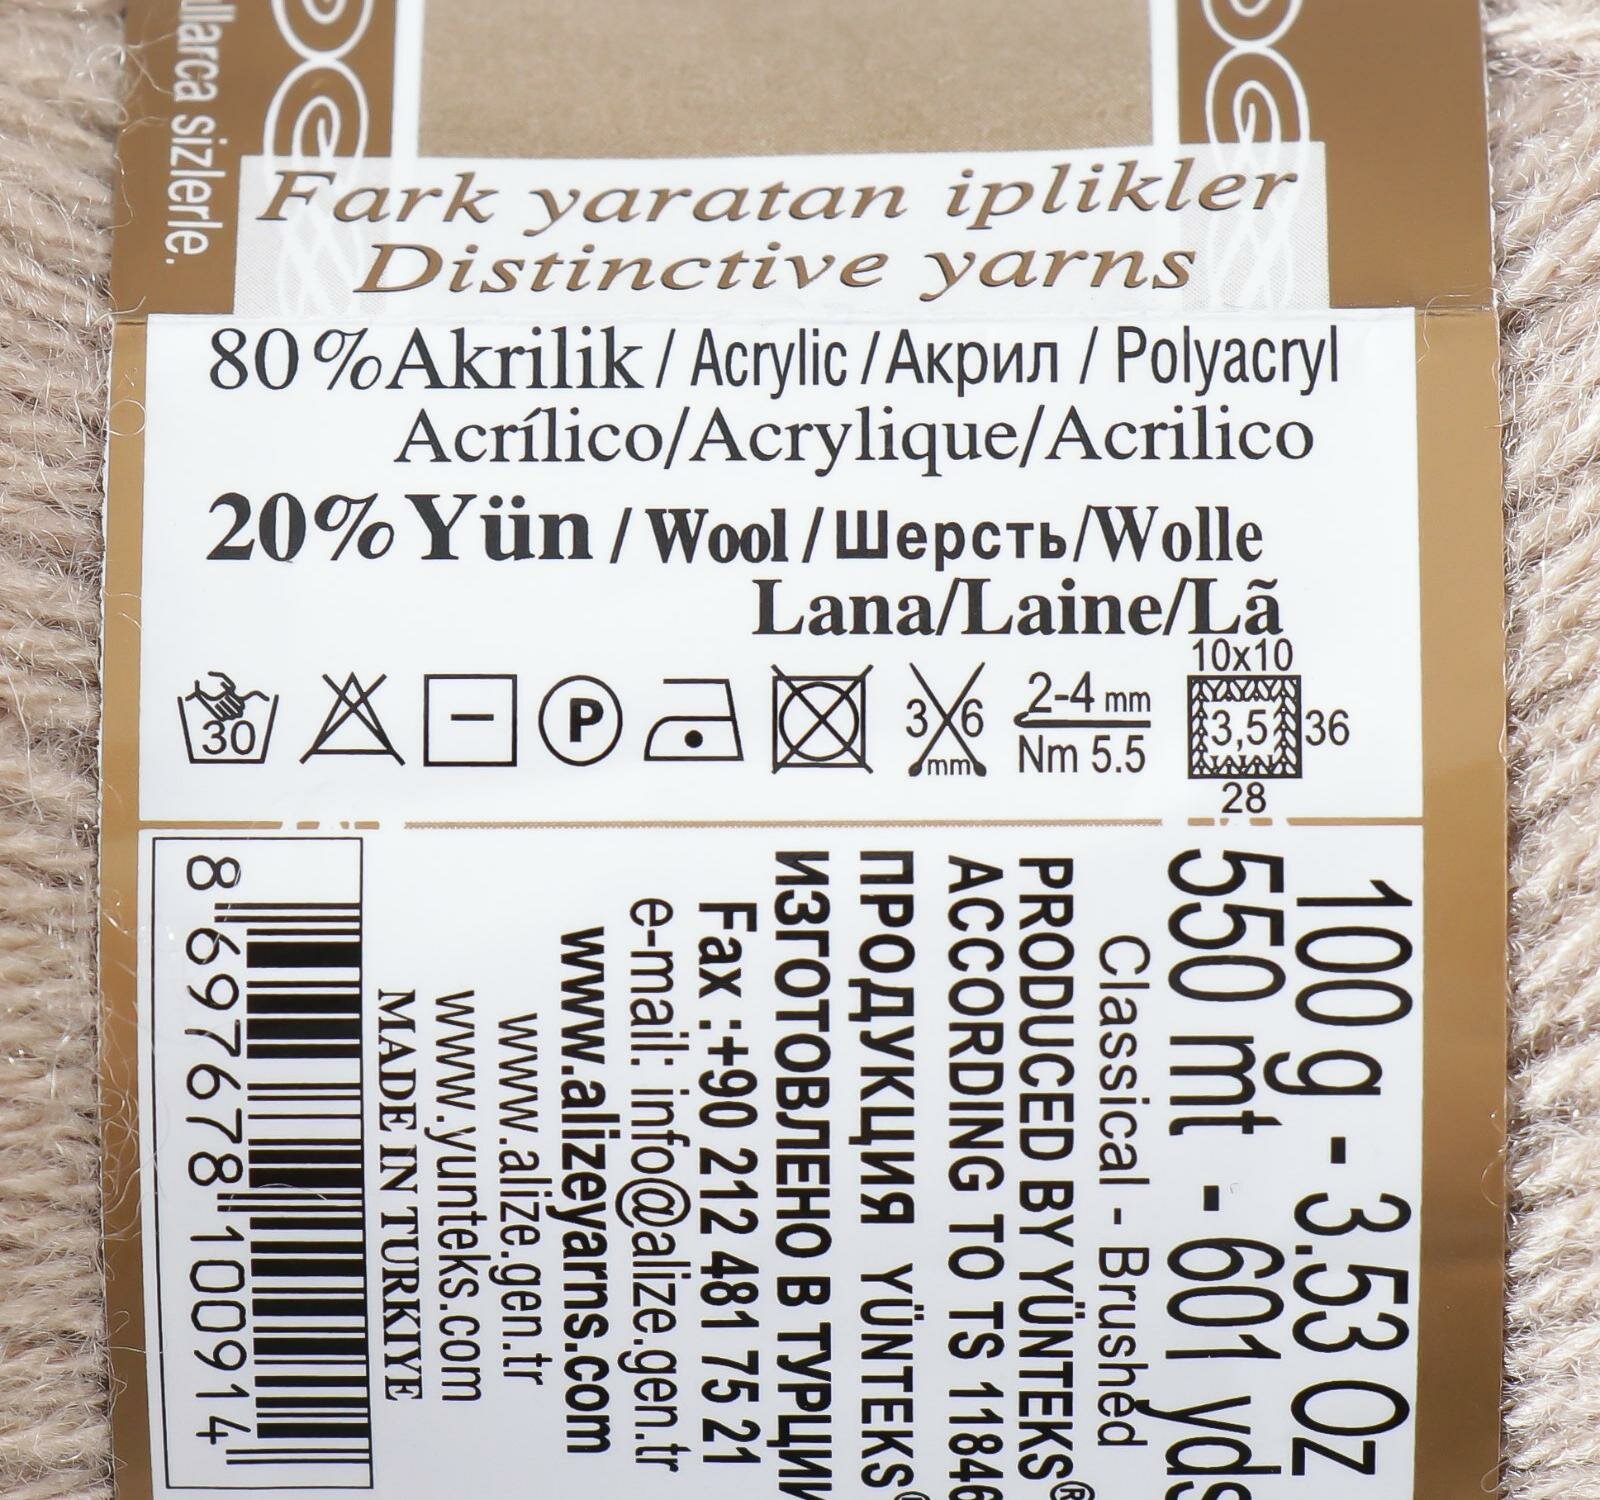 ularca sizlerle.
Fark yaratan iplikler
Distinctive yarns
80%Akrilik / Acrylic / Акрил / Polyacryl
Acrílico/Acrylique/Acrilico
20%Yün / Wool / Шерсть/Wolle
Lana/Laine/Lã
30
P
3 6
mm
2-4 mm
Nm 5.5
10x10
3,5
36
28
100 g - 3.53 Oz
550 mt - 601 yds
Classical - Brushed
PRODUCED BY YÜNTEKS®
ACCORDING TO TS 11846
ПРОДУКЦИЯ YÜNTEKS®
ИЗГОТОВЛЕНО В ТУРЦИИ
Fax :+90 212 481 75 21
e-mail: info@alize.gen.tr
www.alizeyarns.com
www.alize.gen.tr
www.yunteks.com
MADE IN TURKIYE
8 697678 100914